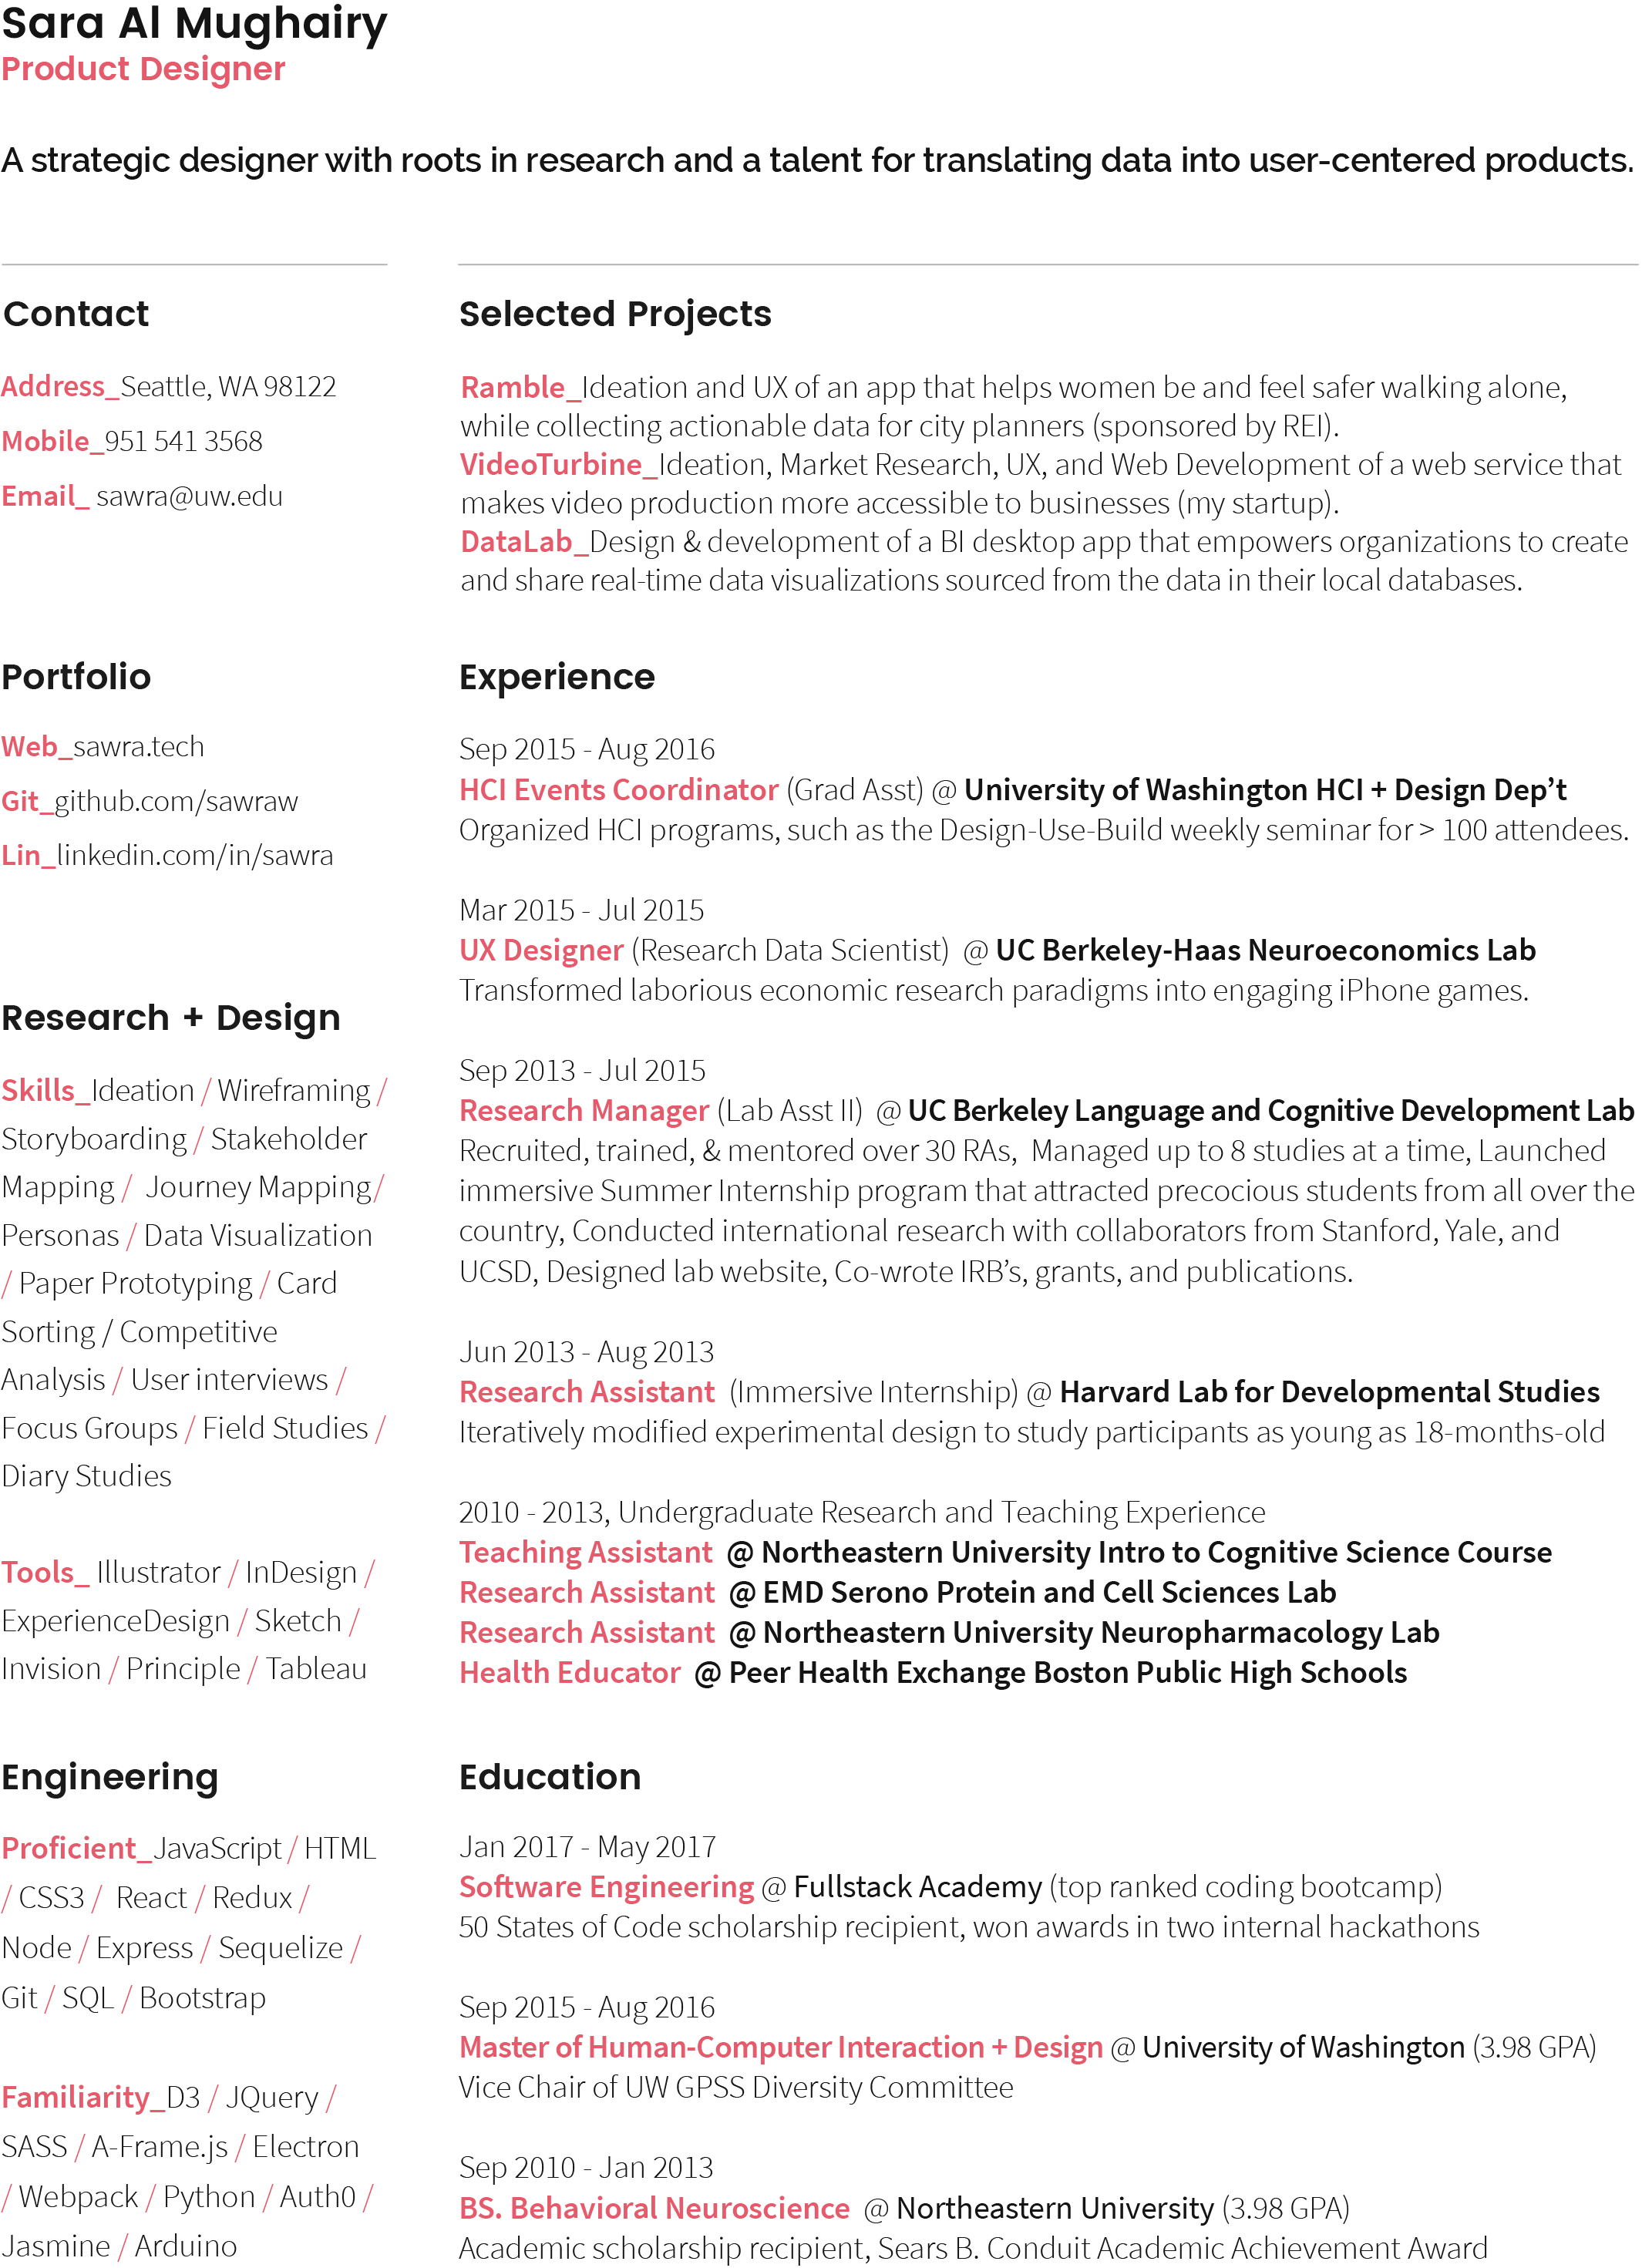 Sara Al Mughairy
Product Designer
A strategic designer with roots in research and a talent for translating data into user-centered products.
Contact
Address_Seattle, WA 98122
Mobile_951 541 3568
Email_ sawra@uw.edu
Portfolio
Web_sawra.tech
Git_github.com/sawraw
Lin_linkedin.com/in/sawra
Research + Design
Skills_Ideation / Wireframing /
Storyboarding / Stakeholder
Mapping /  Journey Mapping/
Personas / Data Visualization
/ Paper Prototyping / Card
Sorting / Competitive
Analysis / User interviews /
Focus Groups / Field Studies /
Diary Studies
Tools_ Illustrator / InDesign /
ExperienceDesign / Sketch /
Invision / Principle / Tableau
Engineering
Proficient_JavaScript / HTML
/ CSS3 /  React / Redux /
Node / Express / Sequelize /
Git / SQL / Bootstrap
Familiarity_D3 / JQuery /
SASS / A-Frame.js / Electron
/ Webpack / Python / Auth0 /
Jasmine / Arduino
Selected Projects
Ramble_Ideation and UX of an app that helps women be and feel safer walking alone,
while collecting actionable data for city planners (sponsored by REI).
VideoTurbine_Ideation, Market Research, UX, and Web Development of a web service that
makes video production more accessible to businesses (my startup).
DataLab_Design & development of a BI desktop app that empowers organizations to create
and share real-time data visualizations sourced from the data in their local databases.
Experience
Sep 2015 - Aug 2016
HCI Events Coordinator (Grad Asst) @ University of Washington HCI + Design Dep’t
Organized HCI programs, such as the Design-Use-Build weekly seminar for > 100 attendees.
Mar 2015 - Jul 2015
UX Designer (Research Data Scientist)  @ UC Berkeley-Haas Neuroeconomics Lab
Transformed laborious economic research paradigms into engaging iPhone games.
Sep 2013 - Jul 2015
Research Manager (Lab Asst II)  @ UC Berkeley Language and Cognitive Development Lab
Recruited, trained, & mentored over 30 RAs,  Managed up to 8 studies at a time, Launched
immersive Summer Internship program that attracted precocious students from all over the
country, Conducted international research with collaborators from Stanford, Yale, and
UCSD, Designed lab website, Co-wrote IRB’s, grants, and publications.
Jun 2013 - Aug 2013
Research Assistant  (Immersive Internship) @ Harvard Lab for Developmental Studies
Iteratively modified experimental design to study participants as young as 18-months-old
2010 - 2013, Undergraduate Research and Teaching Experience
Teaching Assistant  @ Northeastern University Intro to Cognitive Science Course
Research Assistant  @ EMD Serono Protein and Cell Sciences Lab
Research Assistant  @ Northeastern University Neuropharmacology Lab
Health Educator  @ Peer Health Exchange Boston Public High Schools
Education
Jan 2017 - May 2017
Software Engineering @ Fullstack Academy (top ranked coding bootcamp)
50 States of Code scholarship recipient, won awards in two internal hackathons
Sep 2015 - Aug 2016
Master of Human-Computer Interaction + Design @ University of Washington (3.98 GPA)
Vice Chair of UW GPSS Diversity Committee
Sep 2010 - Jan 2013
BS. Behavioral Neuroscience  @ Northeastern University (3.98 GPA)
Academic scholarship recipient, Sears B. Conduit Academic Achievement Award